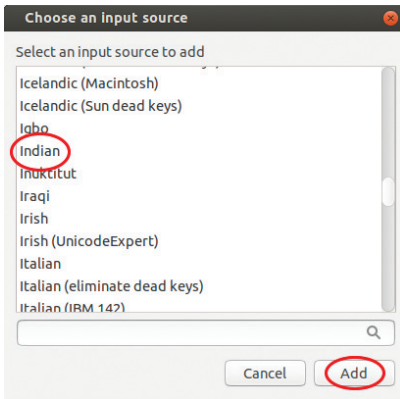 Choose an input source
Select an input source to add
Icelandic (Macintosh)
Icelandic (Sun dead keys)
Igbo
Indian
Inuktitut
Iraqi
Irish
Irish (UnicodeExpert)
Italian
Italian (eliminate dead keys)
Italian (IBM 142)
Cancel
Add